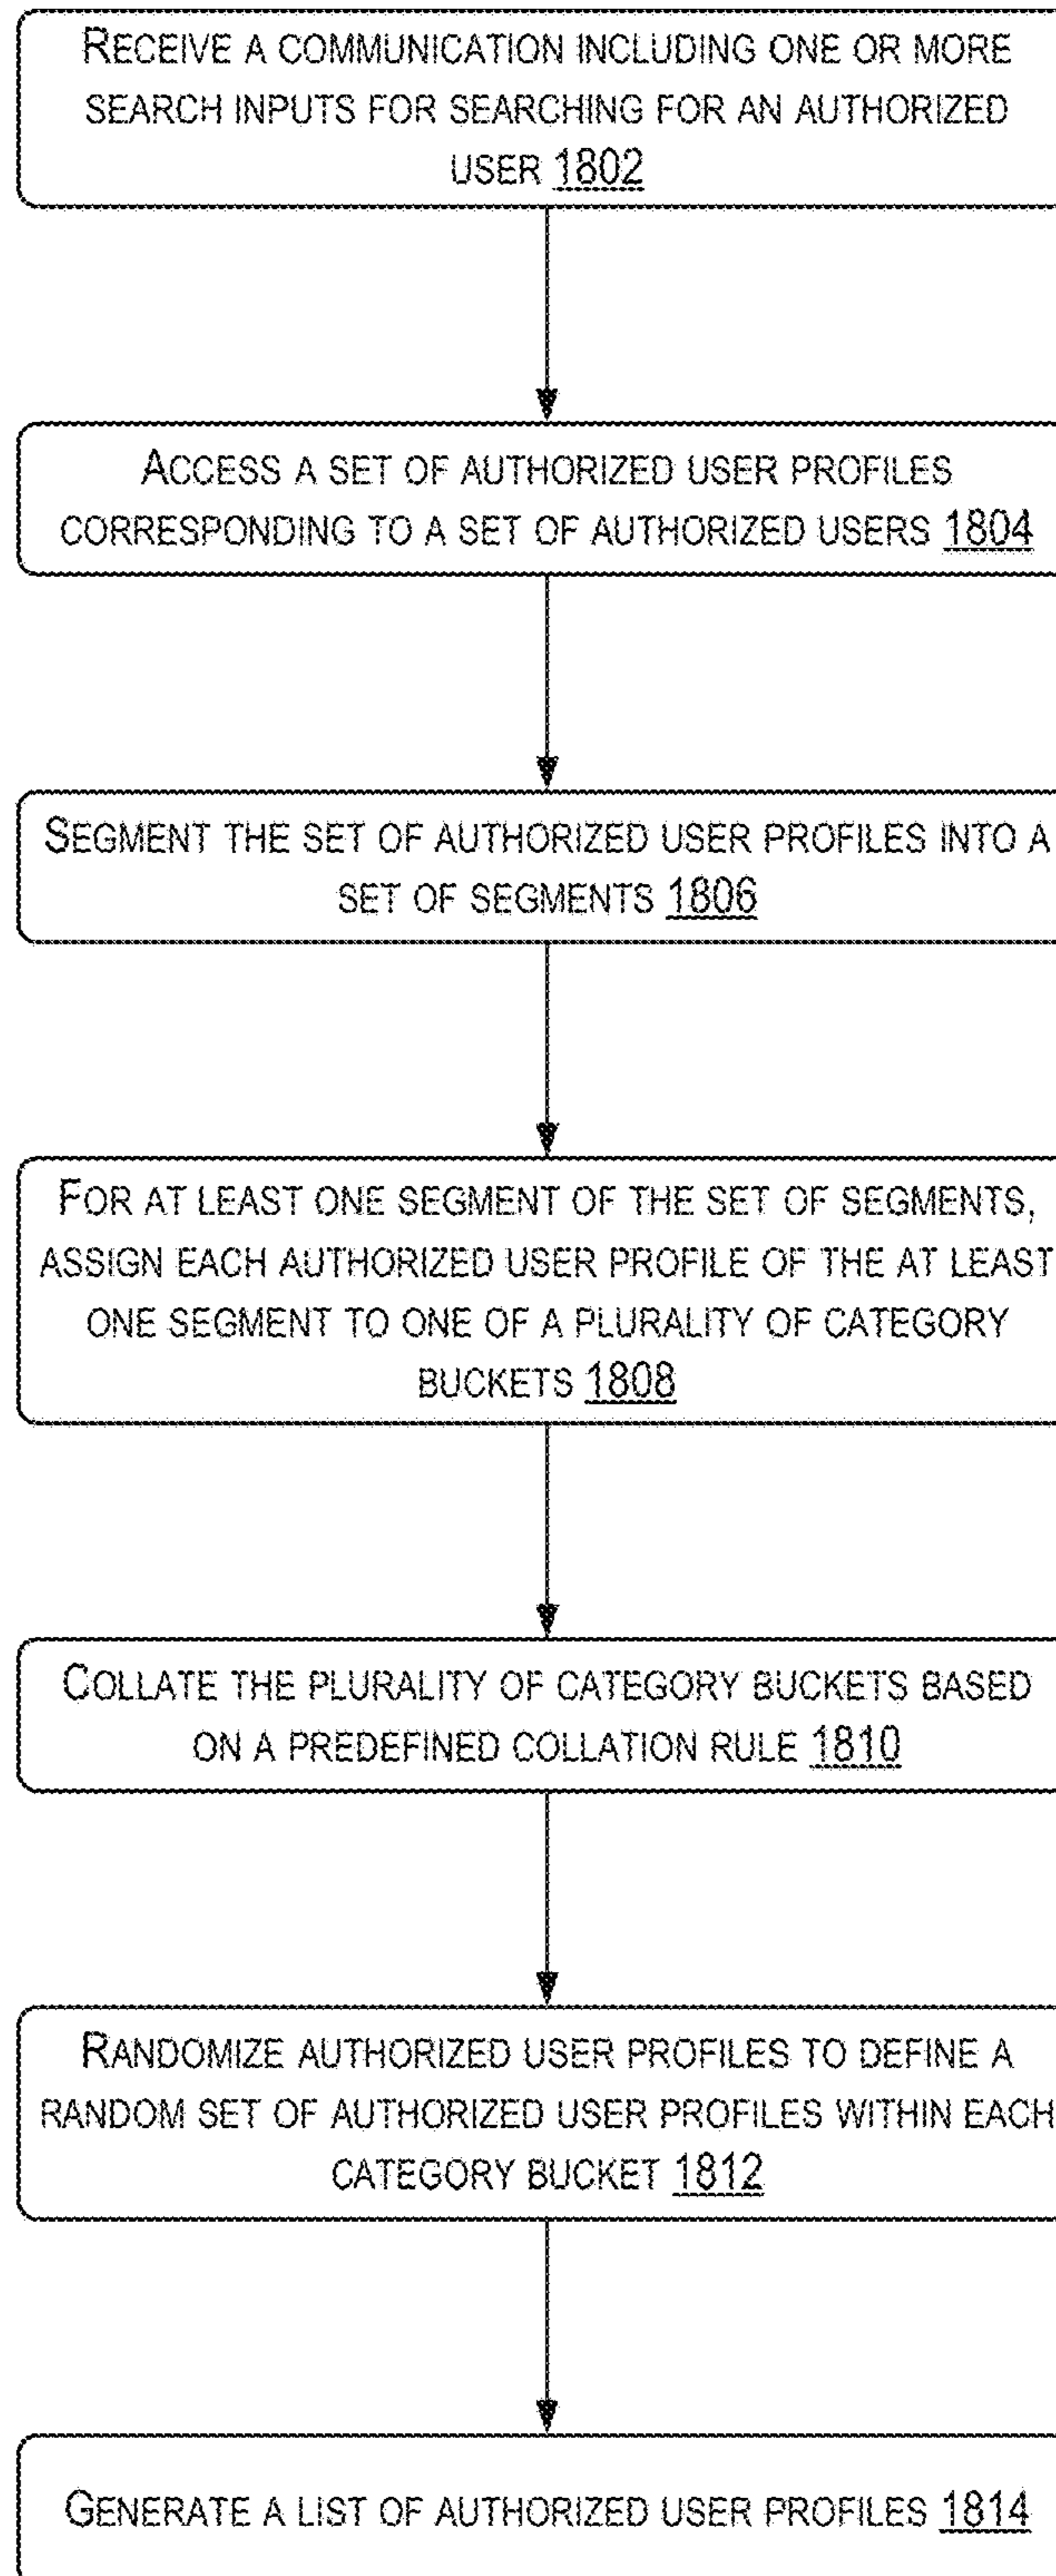 RECEIVE A COMMUNICATION INCLUDING ONE OR MORE
SEARCH INPUTS FOR SEARCHING FOR AN AUTHORIZED
USER 1802
ACCESS A SET OF AUTHORIZED USER PROFILES
CORRESPONDING TO A SET OF AUTHORIZED USERS 1804
SEGMENT THE SET OF AUTHORIZED USER PROFILES INTO A
SET OF SEGMENTS 1806
FOR AT LEAST ONE SEGMENT OF THE SET OF SEGMENTS,
ASSIGN EACH AUTHORIZED USER PROFILE OF THE AT LEAST
ONE SEGMENT TO ONE OF A PLURALITY OF CATEGORY
BUCKETS 1808
COLLATE THE PLURALITY OF CATEGORY BUCKETS BASED
ON A PREDEFINED COLLATION RULE 1810
RANDOMIZE AUTHORIZED USER PROFILES TO DEFINE A
RANDOM SET OF AUTHORIZED USER PROFILES WITHIN EACH
CATEGORY BUCKET 1812
GENERATE A LIST OF AUTHORIZED USER PROFILES 1814